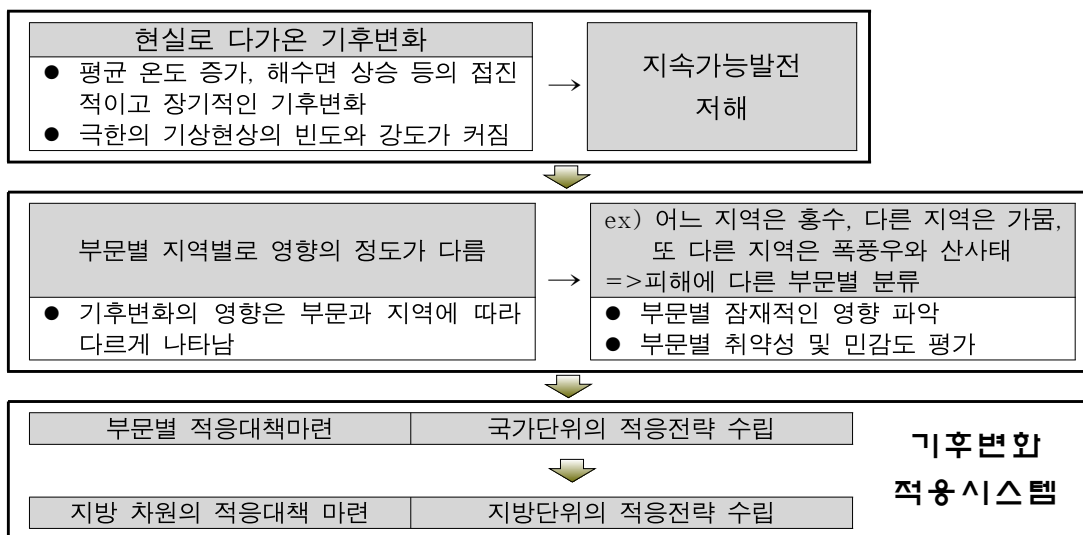 현실로 다가온 기후변화
● 평균 온도 증가, 해수면 상승 등의 접진
적이고 장기적인 기후변화
● 극한의 기상현상의 빈도와 강도가 커짐
→
지속가능발전
저해
부문별 지역별로 영향의 정도가 다름
● 기후변화의 영향은 부문과 지역에 따라
다르게 나타남
→
ex) 어느 지역은 홍수, 다른 지역은 가뭄,
또 다른 지역은 폭풍우와 산사태
=>피해에 다른 부문별 분류
● 부문별 잠재적인 영향 파악
● 부문별 취약성 및 민감도 평가
부문별 적응대책마련
국가단위의 적응전략 수립
지방 차원의 적응대책 마련
지방단위의 적응전략 수립
기후변화
적응시스템